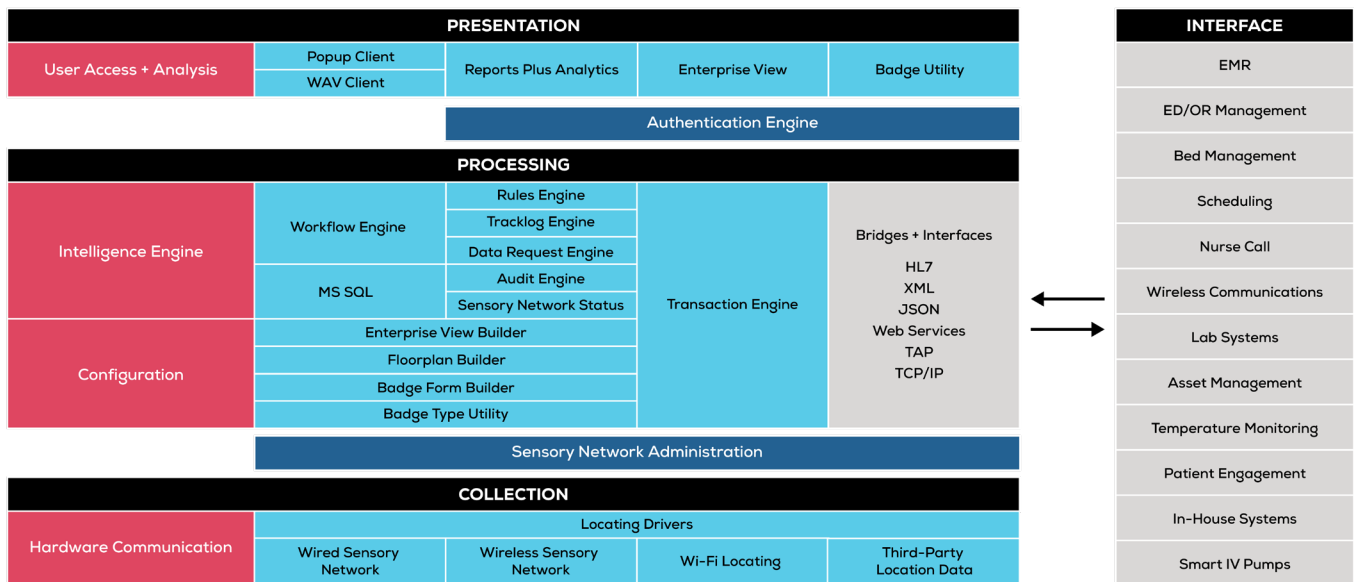 PRESENTATION
User Access + Analysis
Popup Client
WAV Client
Reports Plus Analytics
Enterprise View
Badge Utility
Authentication Engine
PROCESSING
Intelligence Engine
Workflow Engine
MS SQL
Rules Engine
Tracklog Engine
Data Request Engine
Audit Engine
Sensory Network Status
Configuration
Enterprise View Builder
Floorplan Builder
Badge Form Builder
Badge Type Utility
Transaction Engine
Bridges + Interfaces
HL7
XML
JSON
Web Services
TAP
TCP/IP
Sensory Network Administration
COLLECTION
Hardware Communication
Locating Drivers
Wired Sensory
Network
Wireless Sensory
Network
Wi-Fi Locating
Third-Party
Location Data
INTERFACE
EMR
ED/OR Management
Bed Management
Scheduling
Nurse Call
Wireless Communications
Lab Systems
Asset Management
Temperature Monitoring
Patient Engagement
In-House Systems
Smart IV Pumps